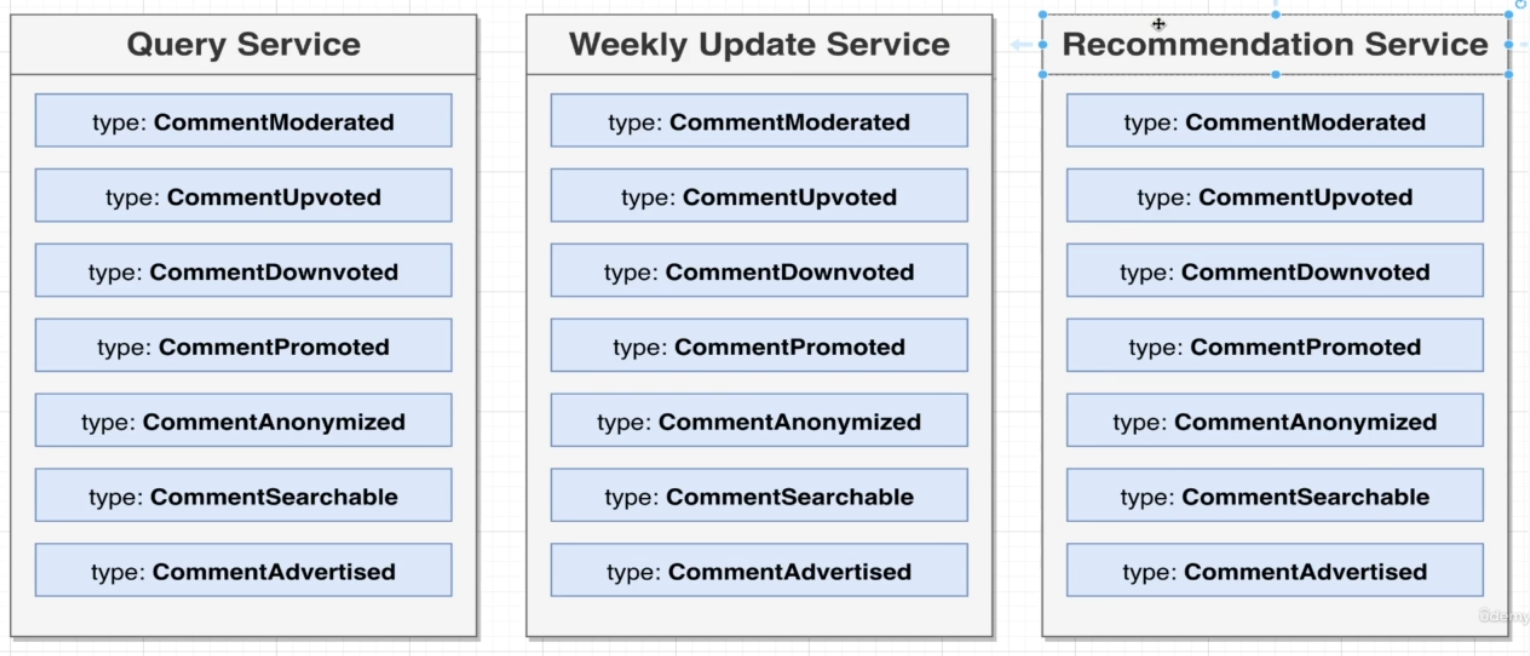 Query Service
type: CommentModerated
type: CommentUpvoted
type: CommentDownvoted
type: CommentPromoted
type: CommentAnonymized
type: CommentSearchable
type: CommentAdvertised
Weekly Update Service
type: CommentModerated
type: CommentUpvoted
type: CommentDownvoted
type: CommentPromoted
type: CommentAnonymized
type: CommentSearchable
type: CommentAdvertised
Recommendation Service
type: CommentModerated
type: CommentUpvoted
type: CommentDownvoted
type: CommentPromoted
type: CommentAnonymized
type: CommentSearchable
type: CommentAdvertised
ûdemy